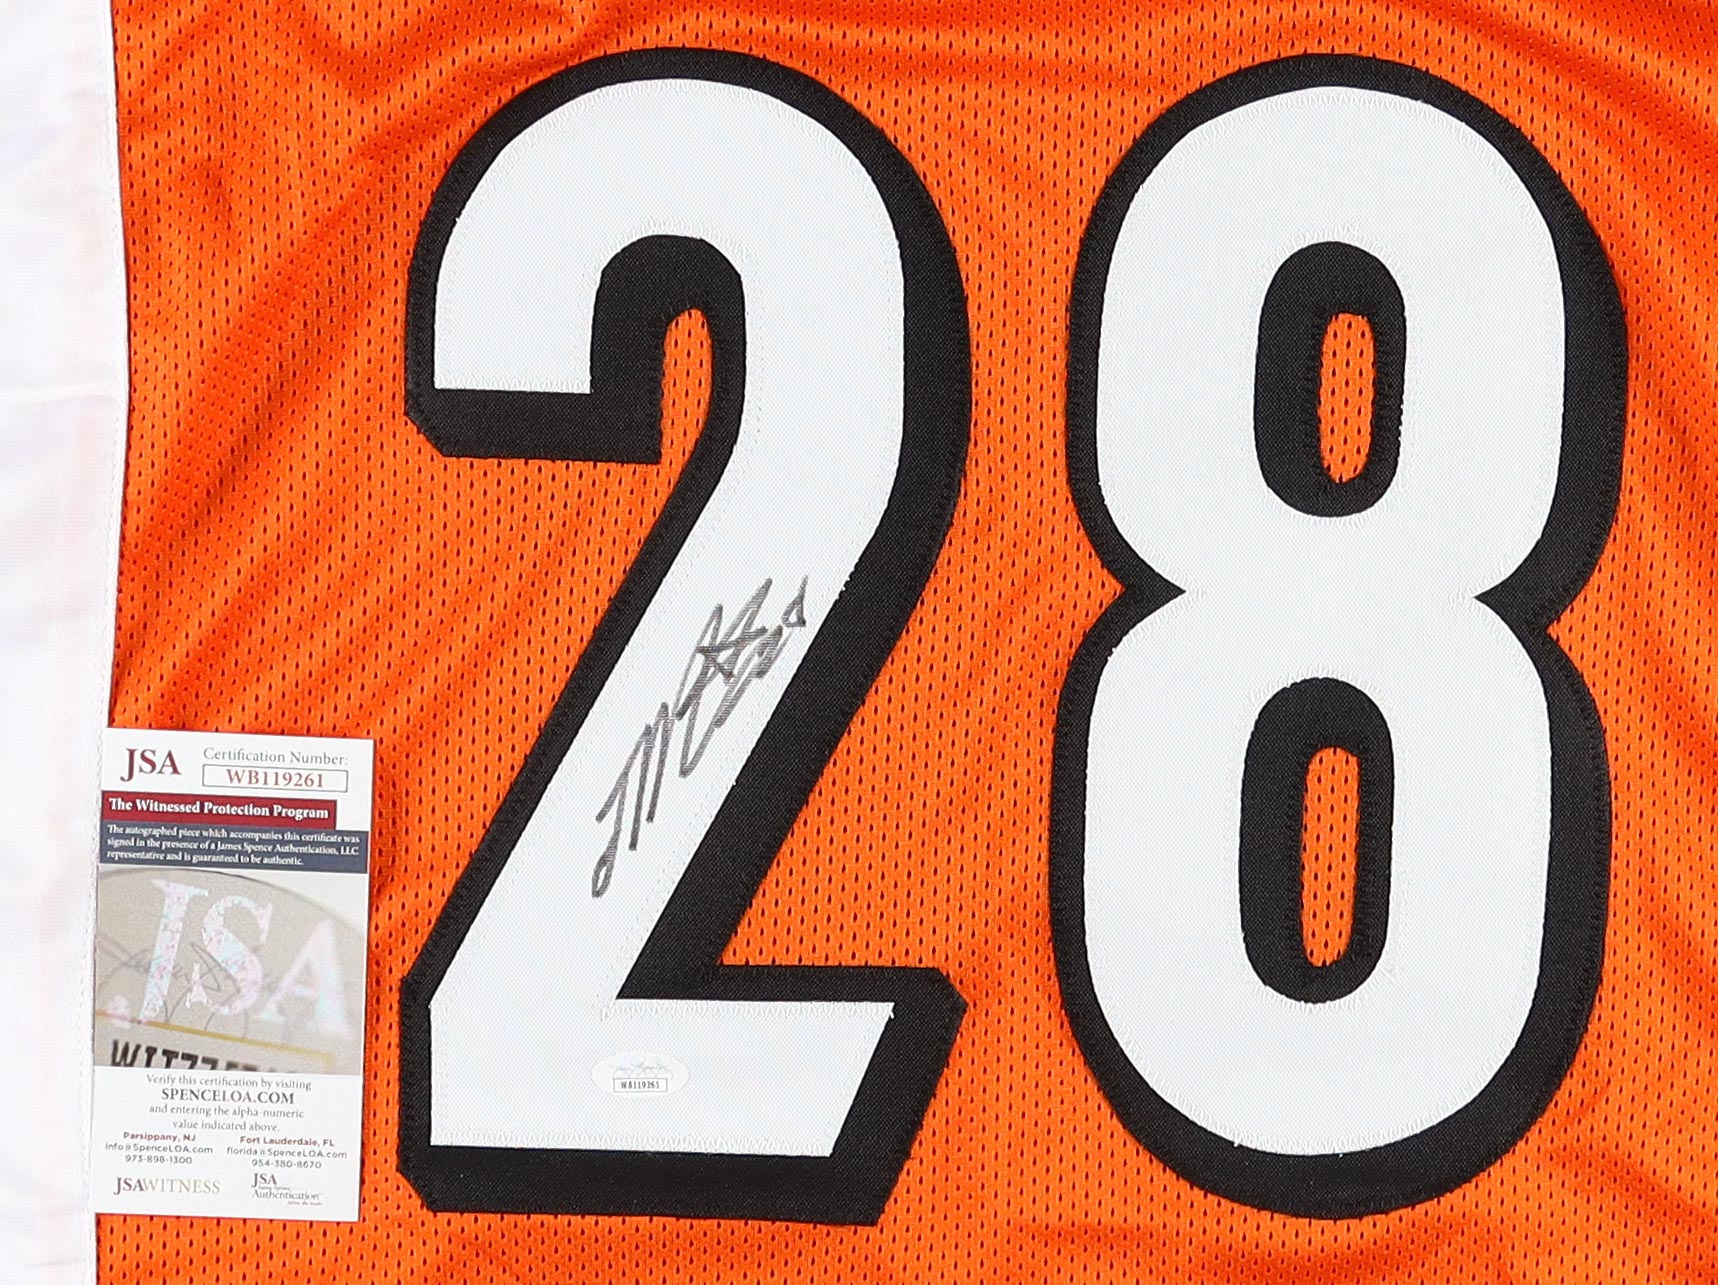 28
JSA
Certification Number:
WB119261
The Witnessed Protection Program
The autographed piece which accompanies this certificate was
signed in the presence of a James Spence Authentication, LLC
representative and is guaranteed to be authentic.
JSA
Verify this certification by visiting
SPENCELOA.COM
and entering the alpha-numeric
value indicated above.
Parsippany, NJ
info@SpenceLOA.com
973-898-1300
Fort Lauderdale, FL
florida@SpenceLOA.com
954-380-8670
JSAWITNESS
JSA
Authentication
WB119261